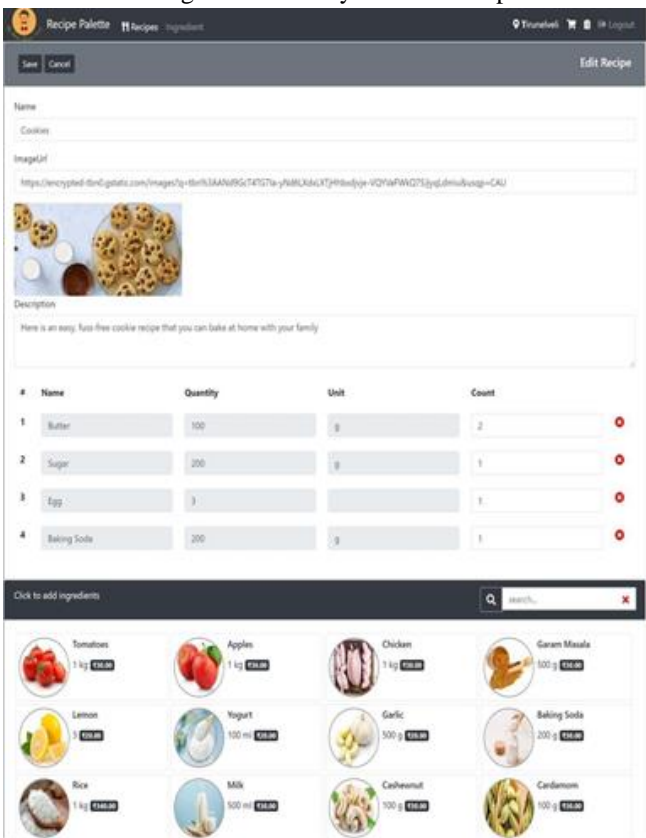 Recipe Palette Recipes Ingredient Tirunelveli Logout
Save Cancel Edit Recipe
Name
Cookies
ImageUrl
Description
Here is an easy, fuss-free cookie recipe that you can bake at home with your family
# Name Quantity Unit Count
1 Butter 100 g 2
2 Sugar 200 g 1
3 Egg 3 1
4 Baking Soda 200 g 1
Click to add ingredients search...
Tomatoes Apples Chicken Garam Masala
1 kg 1 kg 1 kg 500 g
Lemon Yogurt Garlic Baking Soda
3 100 ml 500 g 200 g
Rice Milk Cashewnut Cardamom
1 kg ₹340.00 500 ml 100 g 100 g